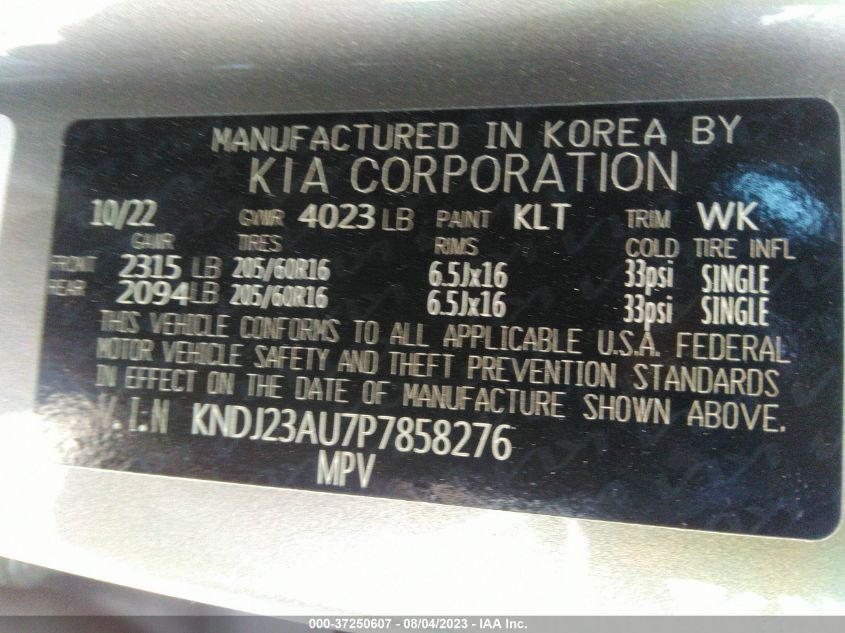 MANUFACTURED IN KOREA BY
KIA CORPORATION
10/22 GVWR 4023 LB PAINT KLT TRIM WK
GAWR TIRES RIMS COLD TIRE INFL
FRONT 2315 LB 205/60R16 6.5Jx16 33psi SINGLE
REAR 2094 LB 205/60R16 6.5Jx16 33psi SINGLE
THIS VEHICLE CONFORMS TO ALL APPLICABLE U.S.A. FEDERAL
MOTOR VEHICLE SAFETY AND THEFT PREVENTION STANDARDS
IN EFFECT ON THE DATE OF MANUFACTURE SHOWN ABOVE.
V.I.N KNDJ23AU7P7858276
MPV
000-37250607 - 08/04/2023 - IAA Inc.